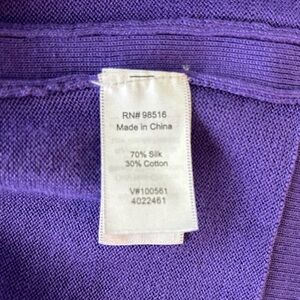 RN# 98516
Made in China
70% Silk
30% Cotton
V#100561
4022461